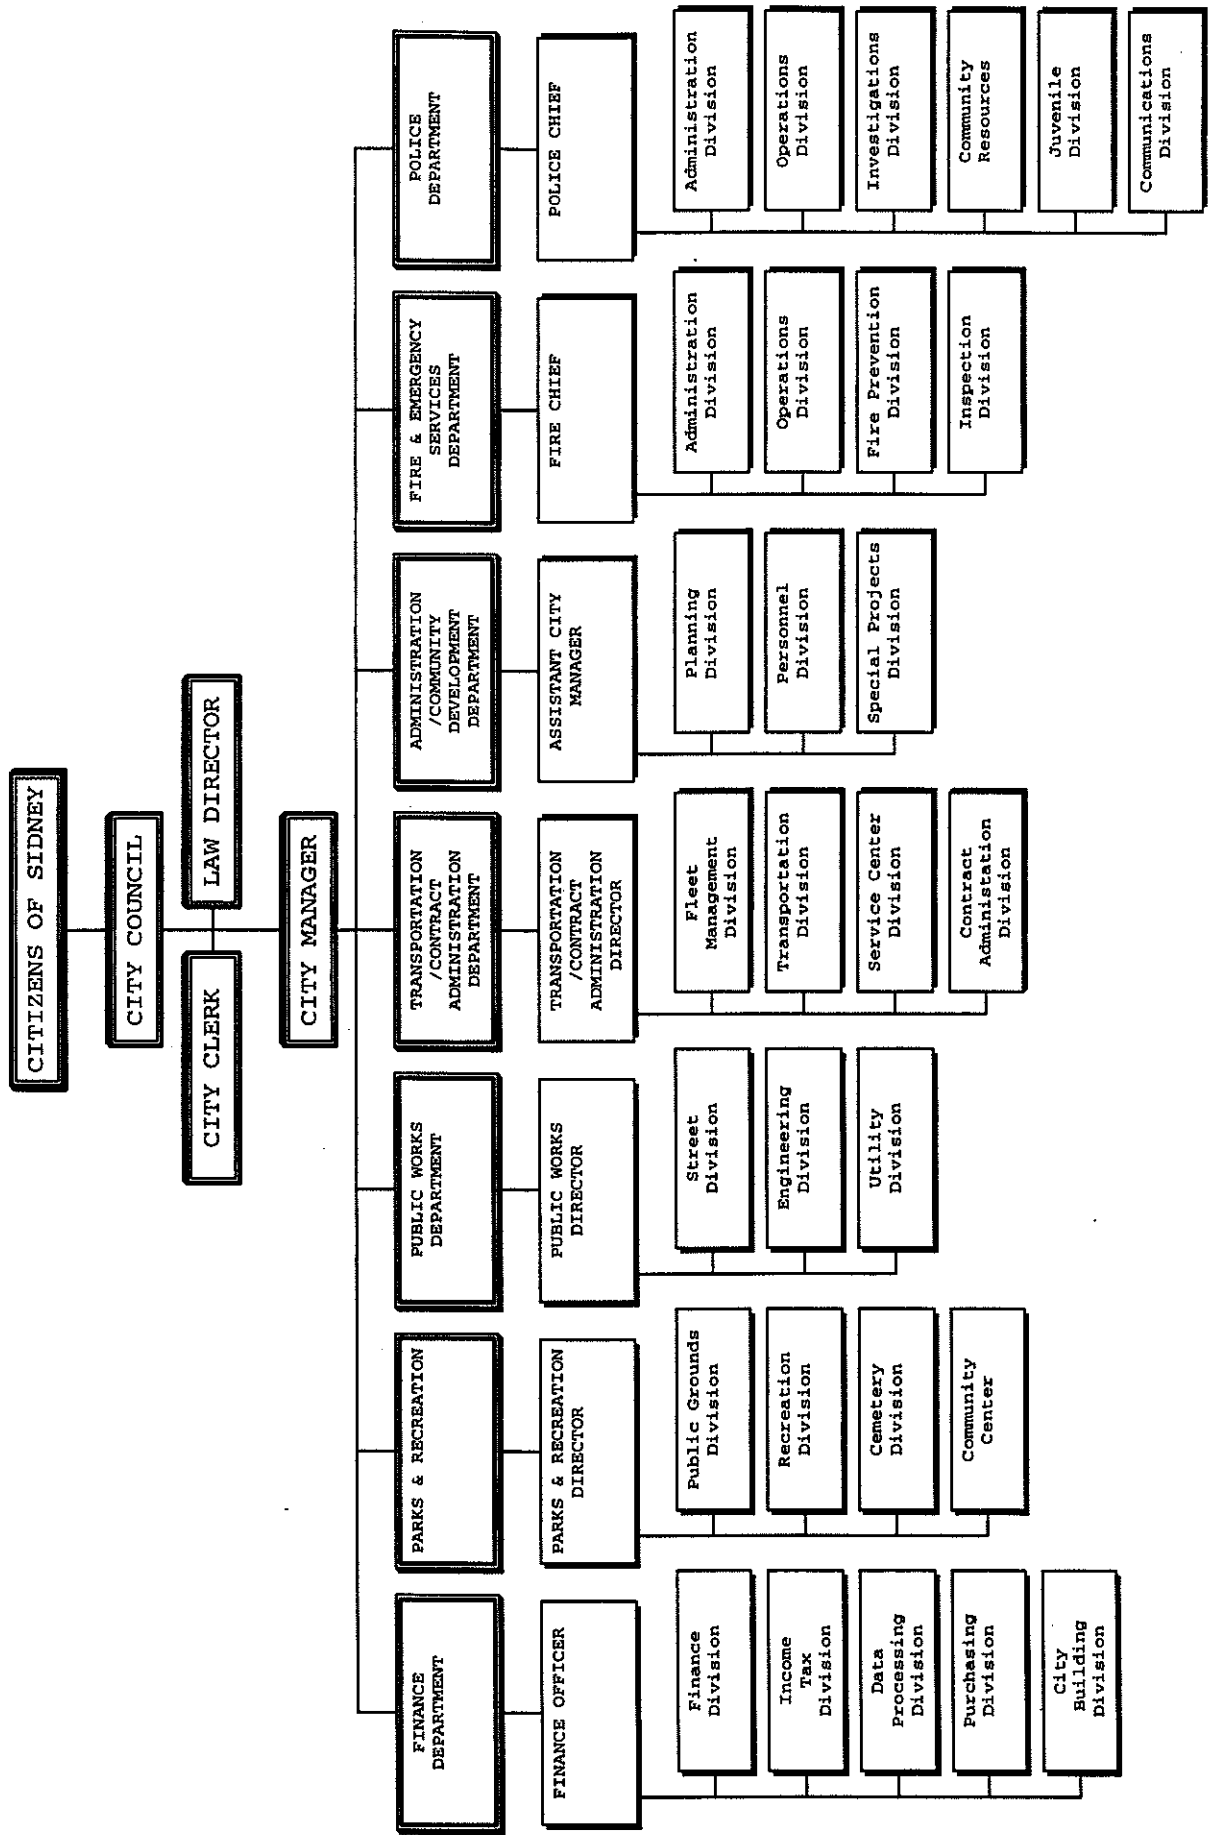 CITIZENS OF SIDNEY
CITY COUNCIL
CITY CLERK
LAW DIRECTOR
CITY MANAGER
FINANCE
DEPARTMENT
FINANCE OFFICER
Finance
Division
Income
Tax
Division
Data
Processing
Division
Purchasing
Division
City
Building
Division
PARKS & RECREATION
PARKS & RECREATION
DIRECTOR
Public Grounds
Division
Recreation
Division
Cemetery
Division
Community
Center
PUBLIC WORKS
DEPARTMENT
PUBLIC WORKS
DIRECTOR
Street
Division
Engineering
Division
Utility
Division
TRANSPORTATION
/CONTRACT
ADMINISTRATION
DEPARTMENT
TRANSPORTATION
/CONTRACT
ADMINISTRATION
DIRECTOR
Fleet
Management
Division
Transportation
Division
Service Center
Division
Contract
Administation
Division
ADMINISTRATION
/COMMUNITY
DEVELOPMENT
DEPARTMENT
ASSISTANT CITY
MANAGER
Planning
Division
Personnel
Division
Special Projects
Division
FIRE & EMERGENCY
SERVICES
DEPARTMENT
FIRE CHIEF
Administration
Division
Operations
Division
Fire Prevention
Division
Inspection
Division
POLICE
DEPARTMENT
POLICE CHIEF
Administration
Division
Operations
Division
Investigations
Division
Community
Resources
Juvenile
Division
Communications
Division